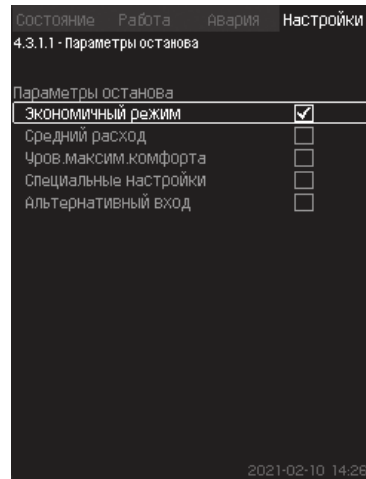 Состояние Работа Авария Настройки
4.3.1.1 - Параметры останова
Параметры останова
Экономичный режим
Средний расход
Уров.максим.комфорта
Специальные настройки
Альтернативный вход
2021-02-10 14:26